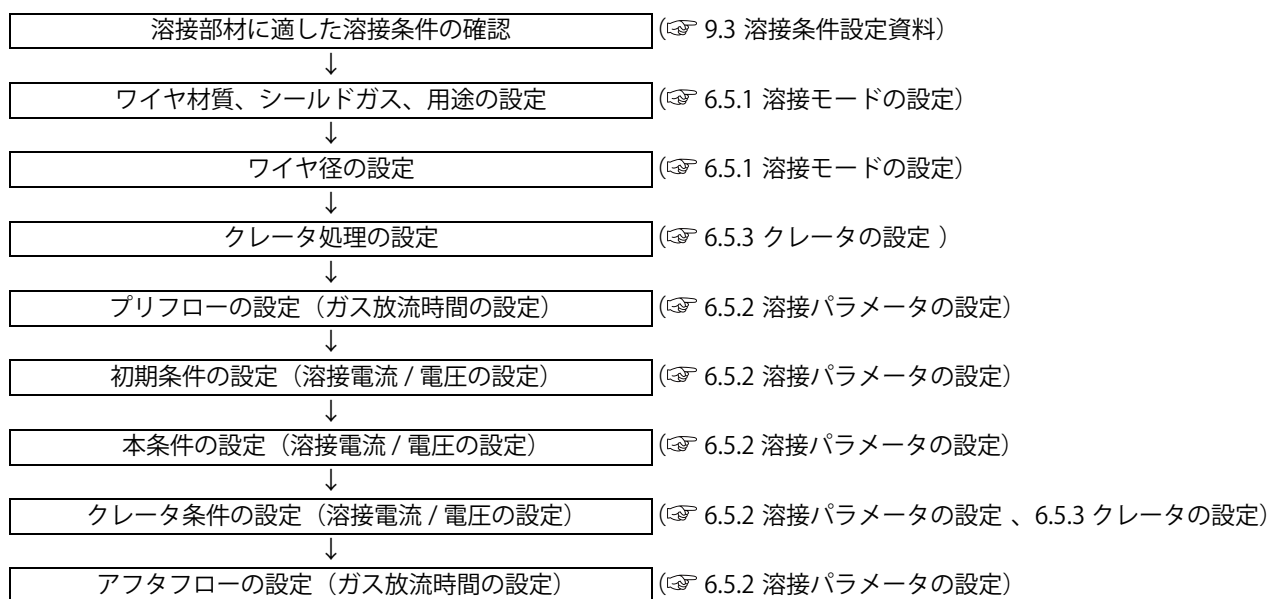 溶接部材に適した溶接条件の確認 (☞ 9.3 溶接条件設定資料)
↓
ワイヤ材質、シールドガス、用途の設定 (☞ 6.5.1 溶接モードの設定)
↓
ワイヤ径の設定 (☞ 6.5.1 溶接モードの設定)
↓
クレータ処理の設定 (☞ 6.5.3 クレータの設定 )
↓
プリフローの設定（ガス放流時間の設定） (☞ 6.5.2 溶接パラメータの設定)
↓
初期条件の設定（溶接電流 / 電圧の設定） (☞ 6.5.2 溶接パラメータの設定)
↓
本条件の設定（溶接電流 / 電圧の設定） (☞ 6.5.2 溶接パラメータの設定)
↓
クレータ条件の設定（溶接電流 / 電圧の設定） (☞ 6.5.2 溶接パラメータの設定 、6.5.3 クレータの設定)
↓
アフタフローの設定（ガス放流時間の設定） (☞ 6.5.2 溶接パラメータの設定)